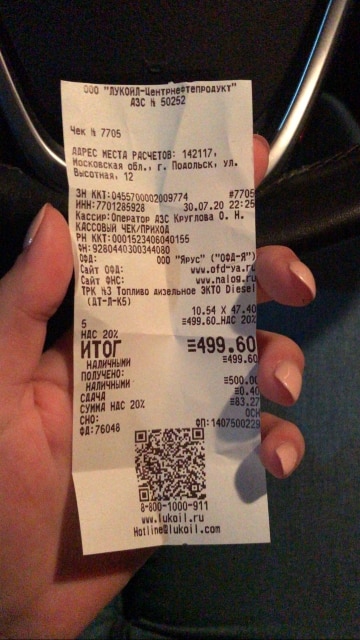 ООО "ЛУКОЙЛ-Центрнефтепродукт"
АЗС N 50252
Чек N 7705
АДРЕС МЕСТА РАСЧЕТОВ: 142117,
Московская обл., г. Подольск, ул.
Высотная, 12
ЗН ККТ:0455700002009774 #7705
ИНН:7701285928 30.07.20 22:25
Кассир:Оператор АЗС Круглова О. Н.
КАССОВЫЙ ЧЕК/ПРИХОД
РН ККТ:0001523406040155
ФН:9280440300344080
ОФД: ООО "Ярус" ("ОФД-Я")
Сайт ОФД: www.ofd-ya.ru
Сайт ФНС: www.nalog.ru
ТРК №3 Топливо дизельное ЭКТО Diesel
(ДТ-Л-К5)
10.54 X 47.40
5 ≡499.60_НДС 20%
НДС 20%
ИТОГ ≡499.60
НАЛИЧНЫМИ ≡499.60
ПОЛУЧЕНО:
НАЛИЧНЫМИ ≡500.00
СДАЧА ≡0.40
СУММА НДС 20% ≡83.27
СНО: ОСН
ФД:76048 ФП:1407500229
8-800-1000-911
www.lukoil.ru
Hotline@lukoil.com